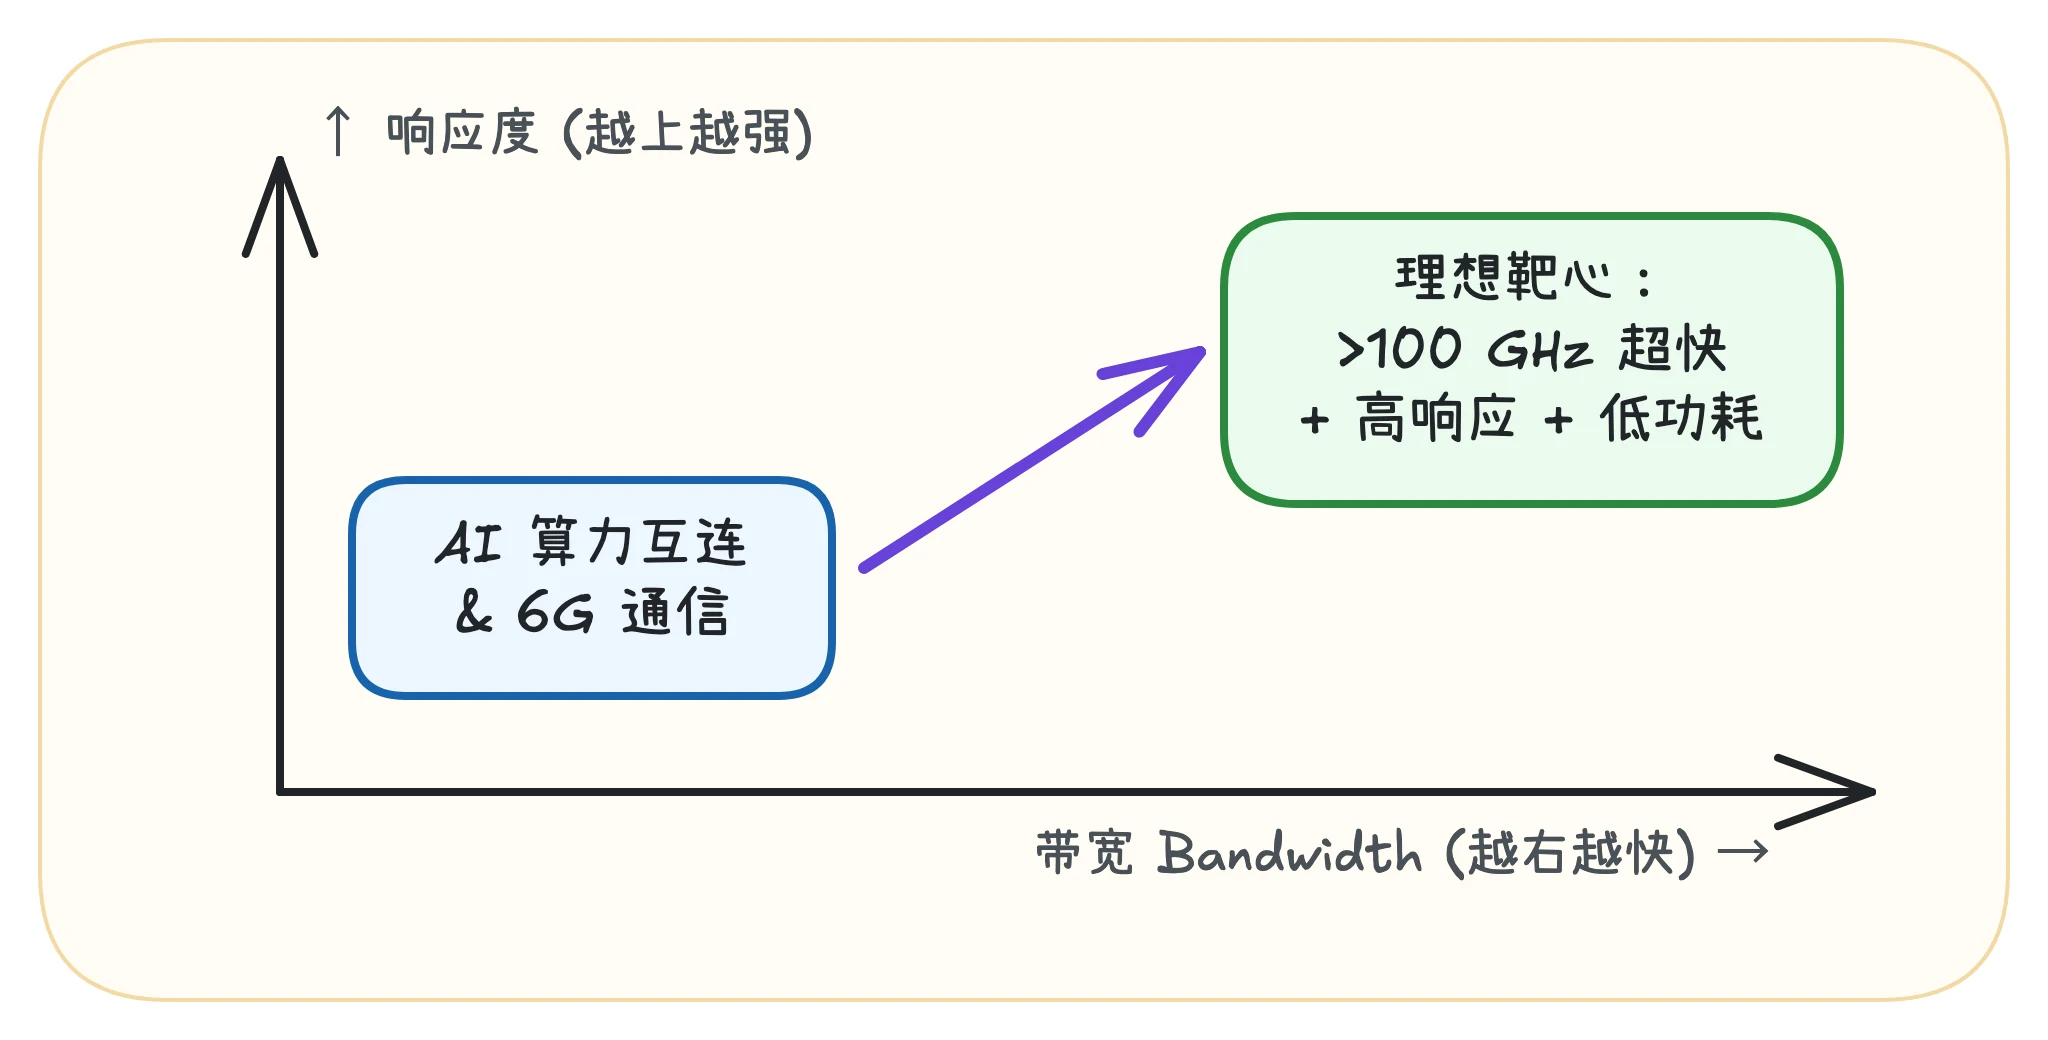 ↑ 响应度 (越上越强)
理想靶心：
>100 GHz 超快
+ 高响应 + 低功耗
AI 算力互连
& 6G 通信
带宽 Bandwidth (越右越快) →